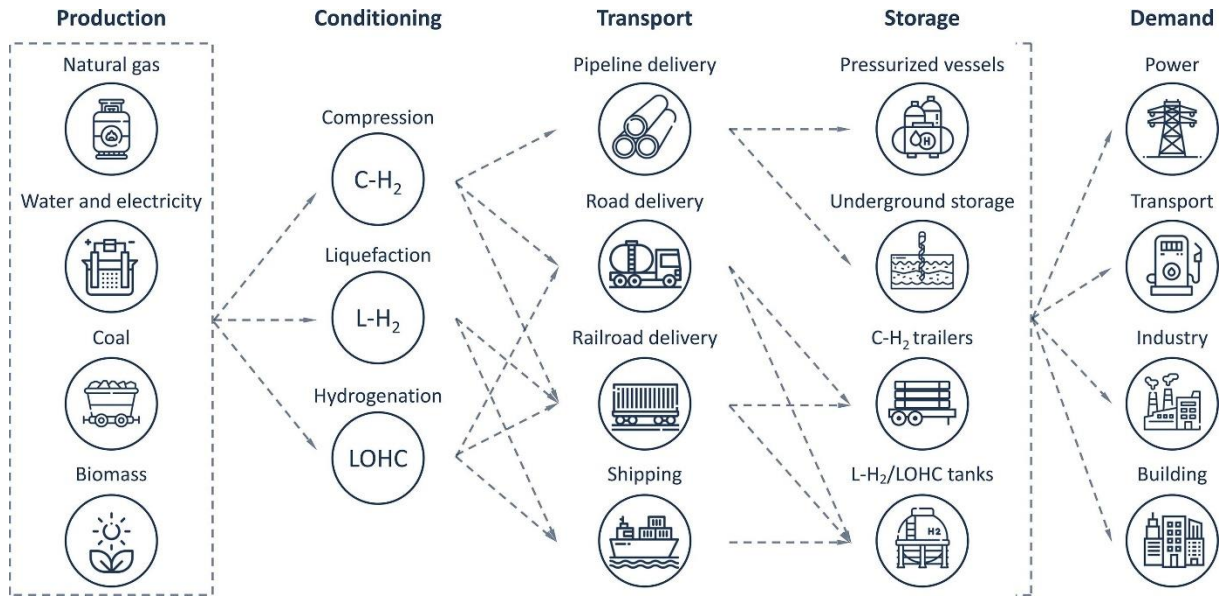 Production
Conditioning
Transport
Storage
Demand
Natural gas
Water and electricity
Coal
Biomass
Compression
C-H₂
Liquefaction
L-H₂
Hydrogenation
LOHC
Pipeline delivery
Road delivery
Railroad delivery
Shipping
Pressurized vessels
H
Underground storage
C-H₂ trailers
L-H₂/LOHC tanks
H2
Power
Transport
Industry
Building